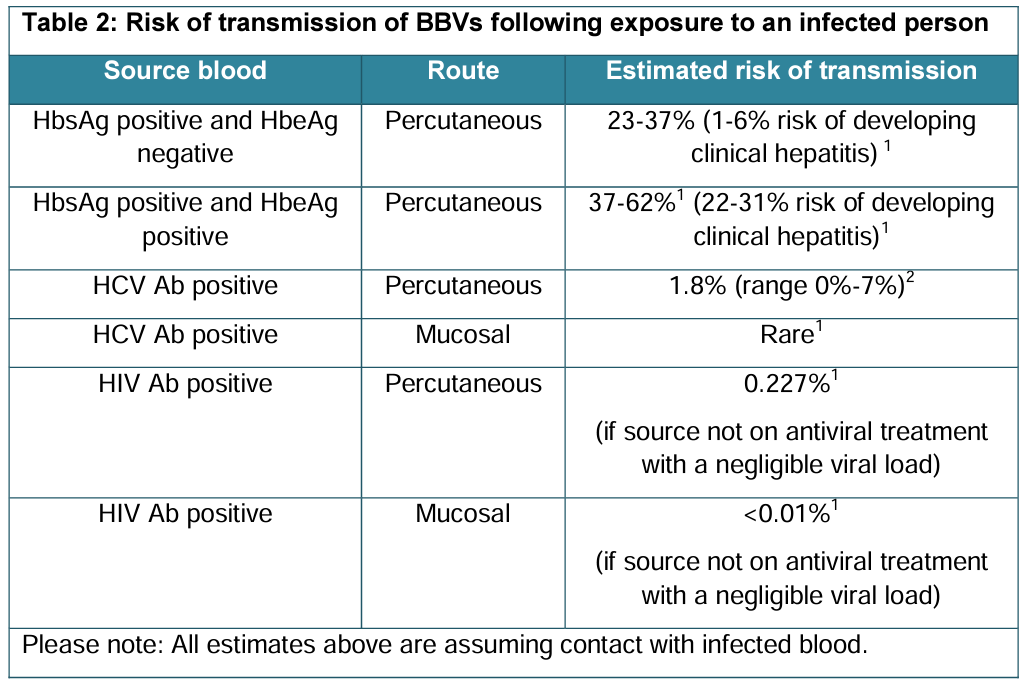 Table 2: Risk of transmission of BBVs following exposure to an infected person
Source blood
Route
Estimated risk of transmission
HbsAg positive and HbeAg
negative
Percutaneous
23-37% (1-6% risk of developing
clinical hepatitis) 1
HbsAg positive and HbeAg
positive
Percutaneous
37-62%1 (22-31% risk of developing
clinical hepatitis)1
HCV Ab positive
Percutaneous
1.8% (range 0%-7%)2
HCV Ab positive
Mucosal
Rare1
HIV Ab positive
Percutaneous
0.227%1
(if source not on antiviral treatment
with a negligible viral load)
HIV Ab positive
Mucosal
<0.01%1
(if source not on antiviral treatment
with a negligible viral load)
Please note: All estimates above are assuming contact with infected blood.